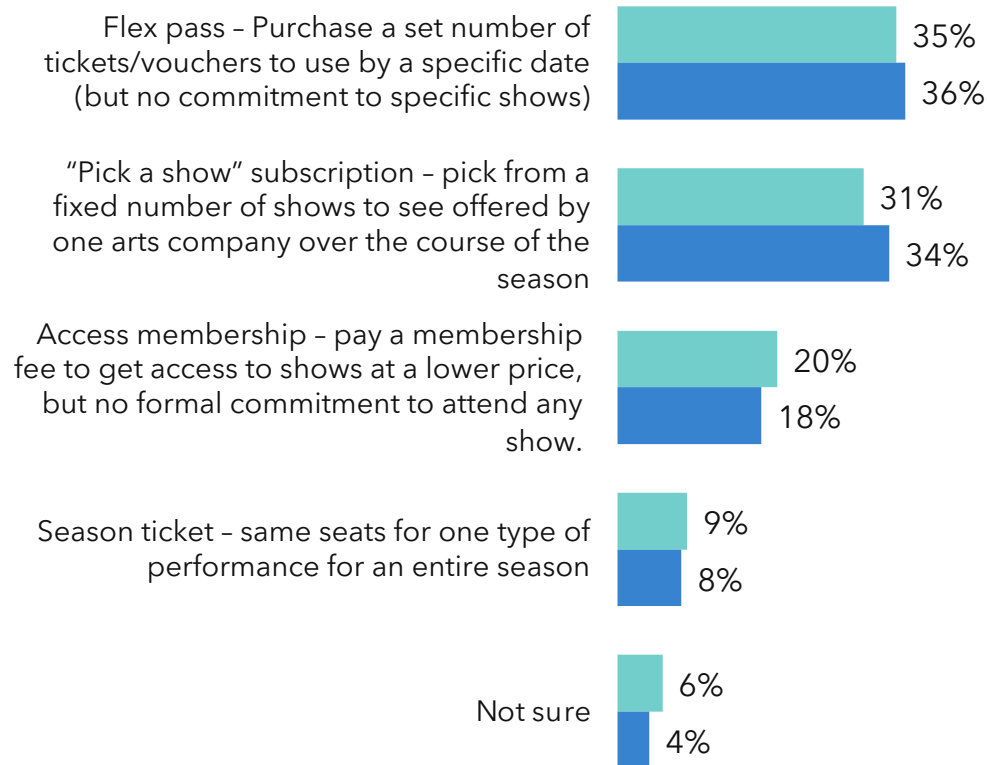 Flex pass – Purchase a set number of
tickets/vouchers to use by a specific date
(but no commitment to specific shows)
35%
36%
“Pick a show” subscription – pick from a
fixed number of shows to see offered by
one arts company over the course of the
season
31%
34%
Access membership – pay a membership
fee to get access to shows at a lower price,
but no formal commitment to attend any
show.
20%
18%
Season ticket – same seats for one type of
performance for an entire season
9%
8%
Not sure
6%
4%